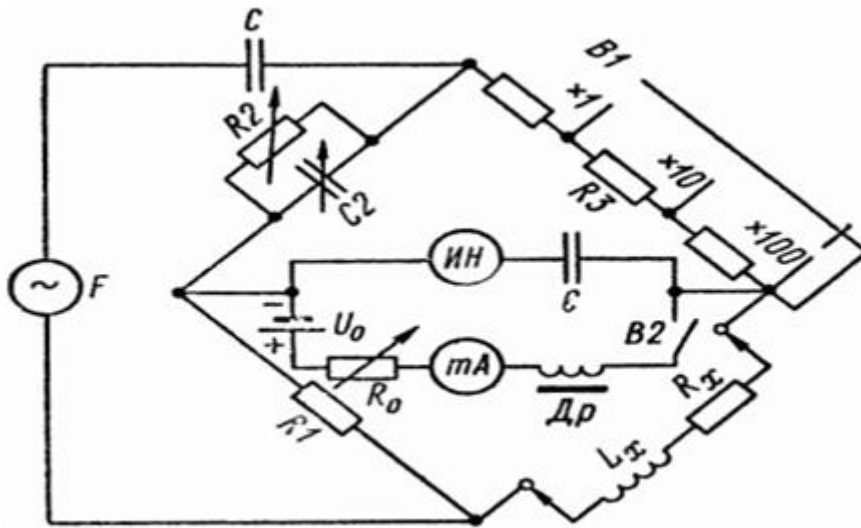 C
B1
R2
×1
C2
R3
×10
×100
ИН
C
~
F
−
U₀
+
B2
R₀
mA
Др
R1
Rx
Lx